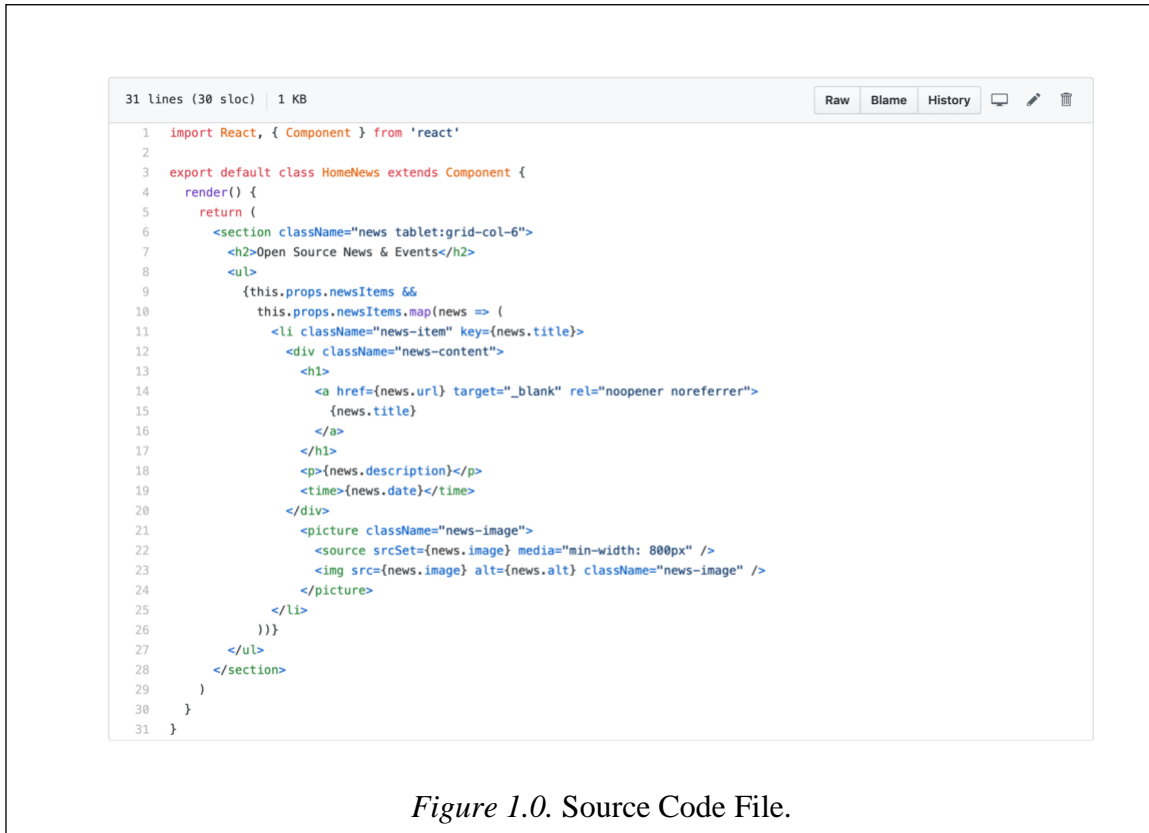 31 lines (30 sloc) 1 KB Raw Blame History
1 import React, { Component } from 'react'
2
3 export default class HomeNews extends Component {
4 render() {
5 return (
6 <section className="news tablet:grid-col-6">
7 <h2>Open Source News & Events</h2>
8 <ul>
9 {this.props.newsItems &&
10 this.props.newsItems.map(news => (
11 <li className="news-item" key={news.title}>
12 <div className="news-content">
13 <h1>
14 <a href={news.url} target="_blank" rel="noopener noreferrer">
15 {news.title}
16 </a>
17 </h1>
18 <p>{news.description}</p>
19 <time>{news.date}</time>
20 </div>
21 <picture className="news-image">
22 <source srcSet={news.image} media="min-width: 800px" />
23 <img src={news.image} alt={news.alt} className="news-image" />
24 </picture>
25 </li>
26 ))}
27 </ul>
28 </section>
29 )
30 }
31 }
Figure 1.0. Source Code File.